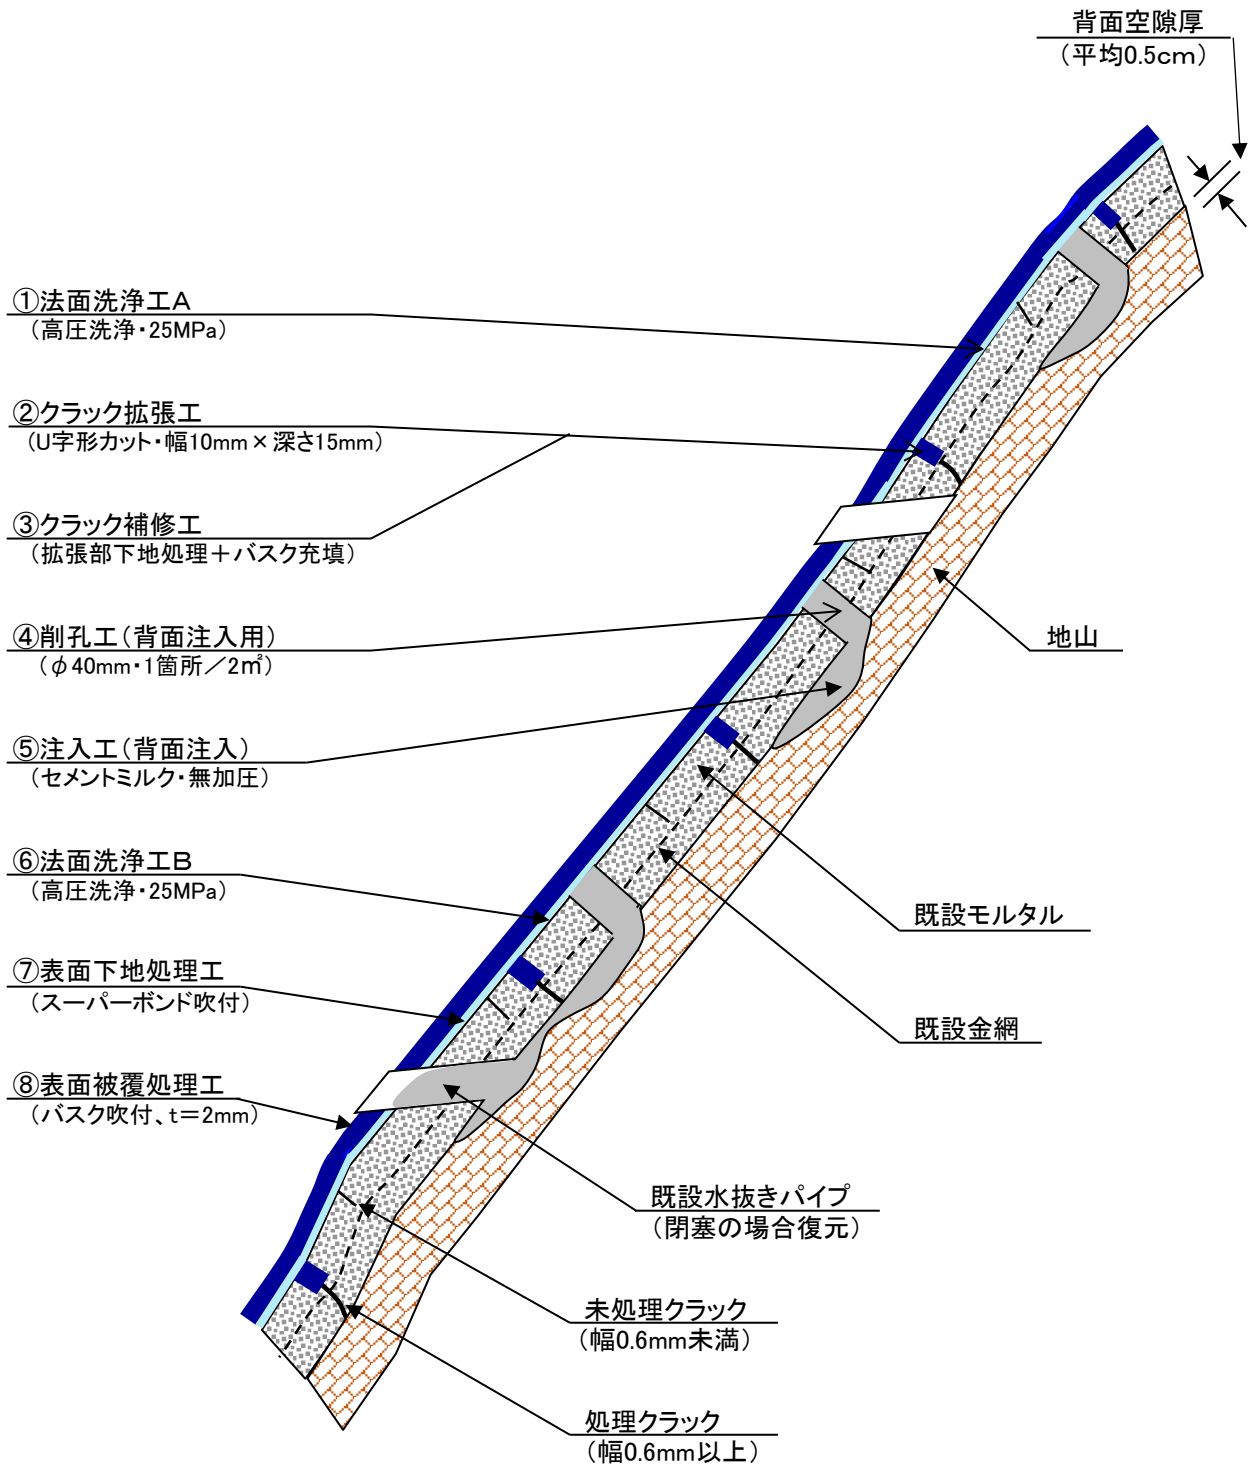 背面空隙厚
（平均0.5cm）
①法面洗浄工A
（高圧洗浄・25MPa）
②クラック拡張工
（U字形カット・幅10mm×深さ15mm）
③クラック補修工
（拡張部下地処理＋バスク充填）
④削孔工（背面注入用）
（φ40mm・1箇所／2㎡）
地山
⑤注入工（背面注入）
（セメントミルク・無加圧）
⑥法面洗浄工B
（高圧洗浄・25MPa）
既設モルタル
⑦表面下地処理工
（スーパーボンド吹付）
既設金網
⑧表面被覆処理工
（バスク吹付、t＝2mm）
既設水抜きパイプ
（閉塞の場合復元）
未処理クラック
（幅0.6mm未満）
処理クラック
（幅0.6mm以上）